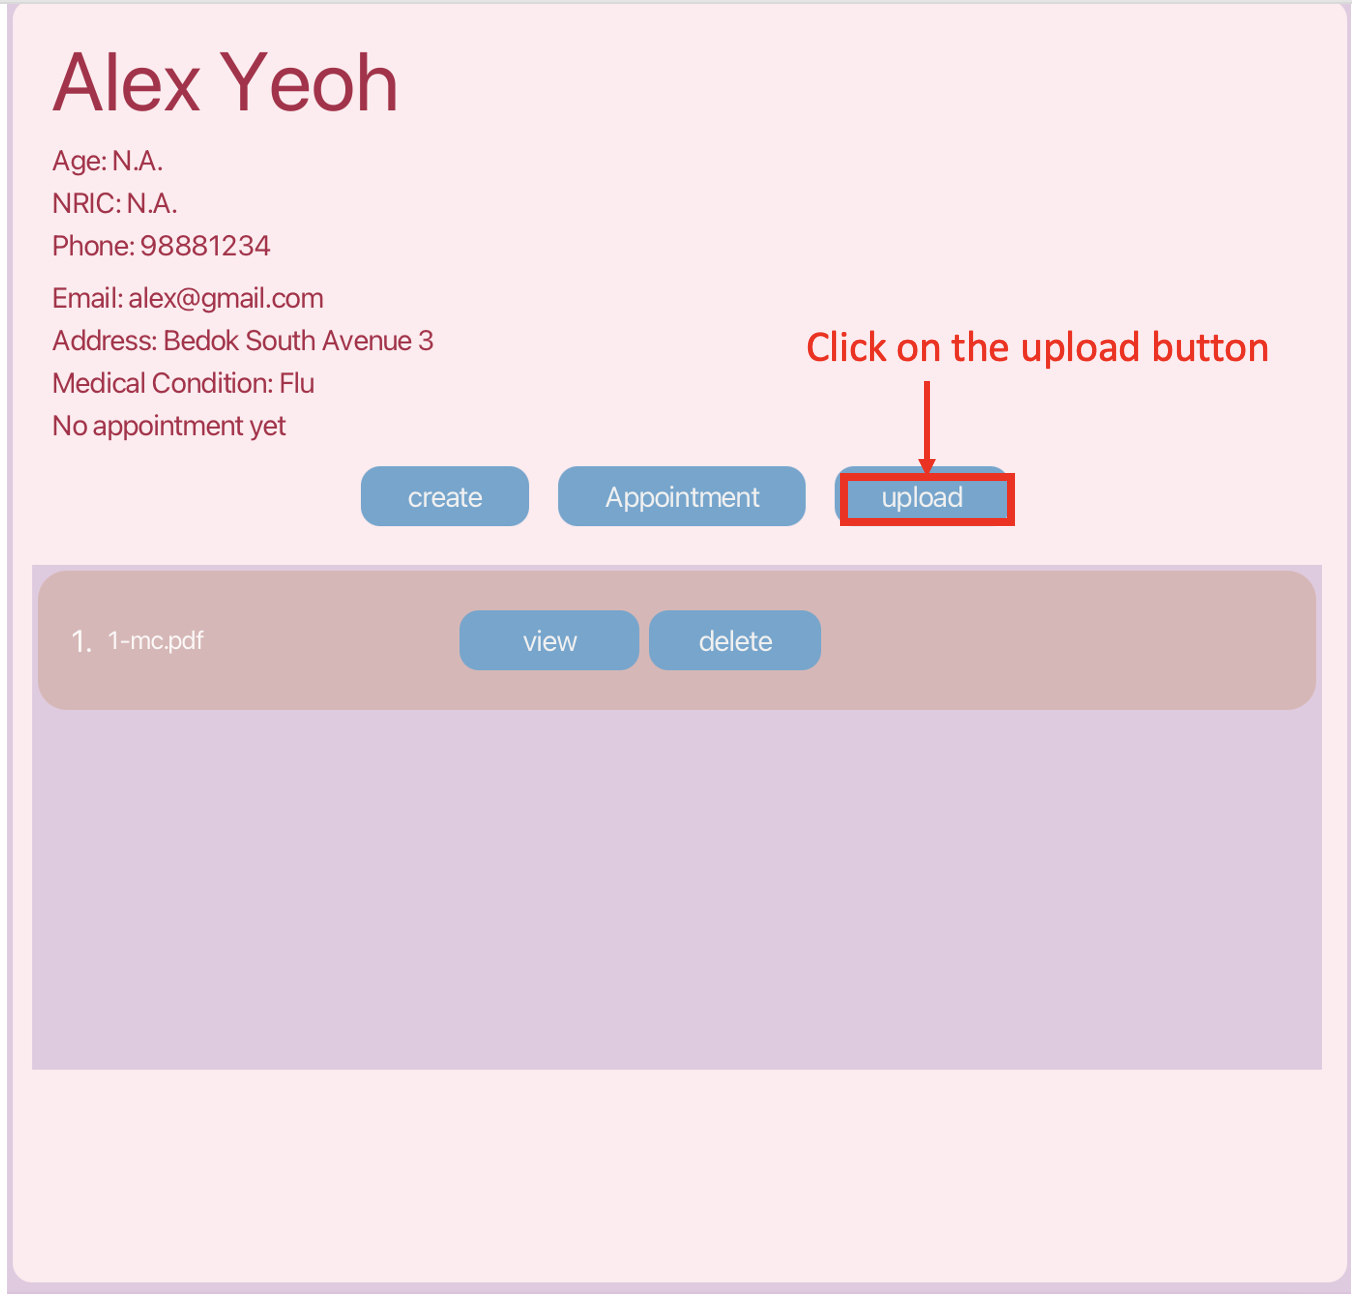 Alex Yeoh
Age: N.A.
NRIC: N.A.
Phone: 98881234
Email: alex@gmail.com
Address: Bedok South Avenue 3
Medical Condition: Flu
No appointment yet
Click on the upload button
create Appointment upload
1. 1-mc.pdf view delete